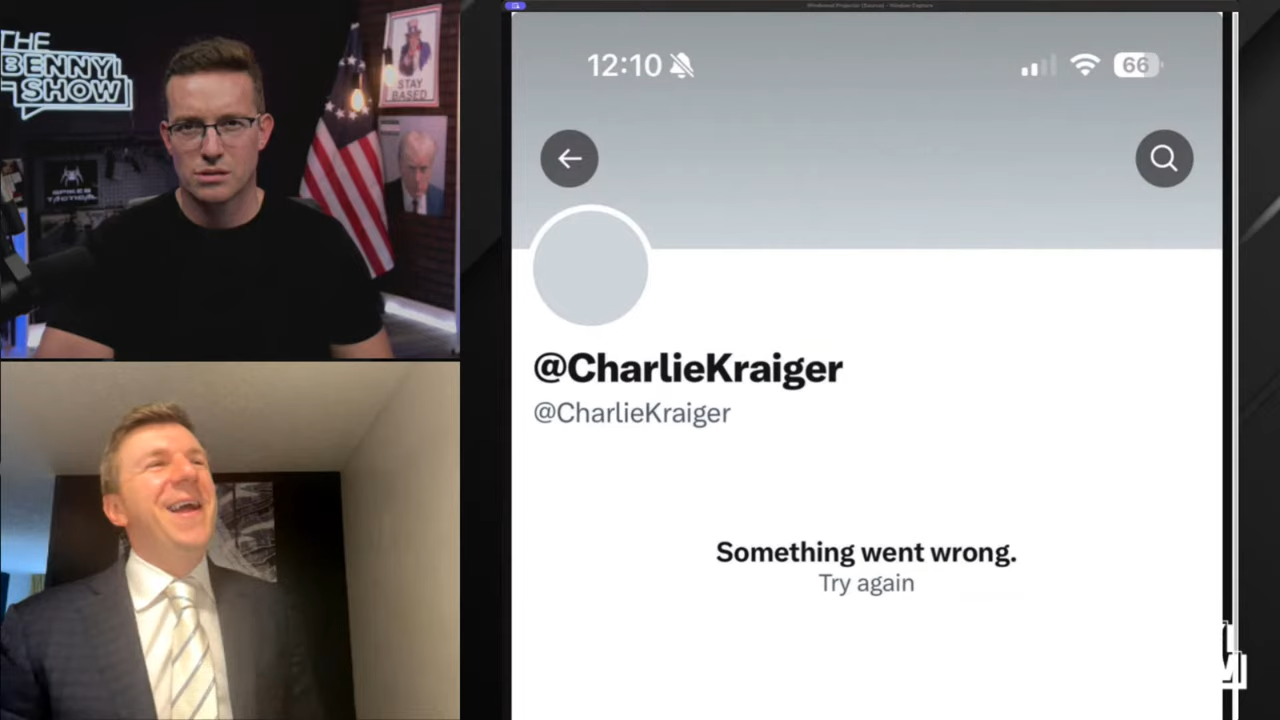 THE
BENNY
SHOW
STAY
BASED
12:10
66
@CharlieKraiger
@CharlieKraiger
Something went wrong.
Try again